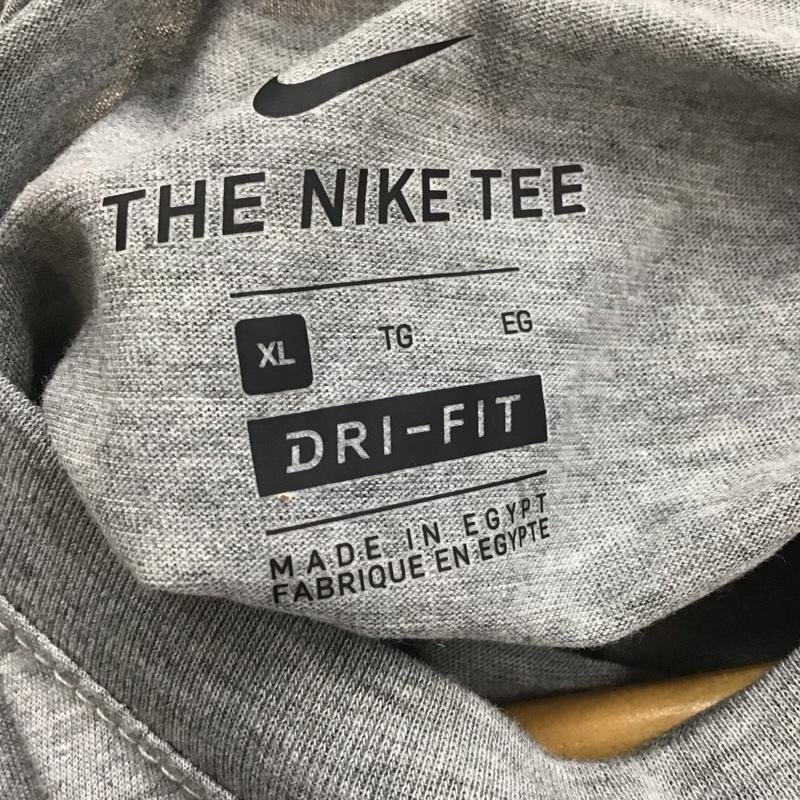 THE NIKE TEE
XL TG EG
DRI-FIT
MADE IN EGYPT
FABRIQUE EN EGYPTE